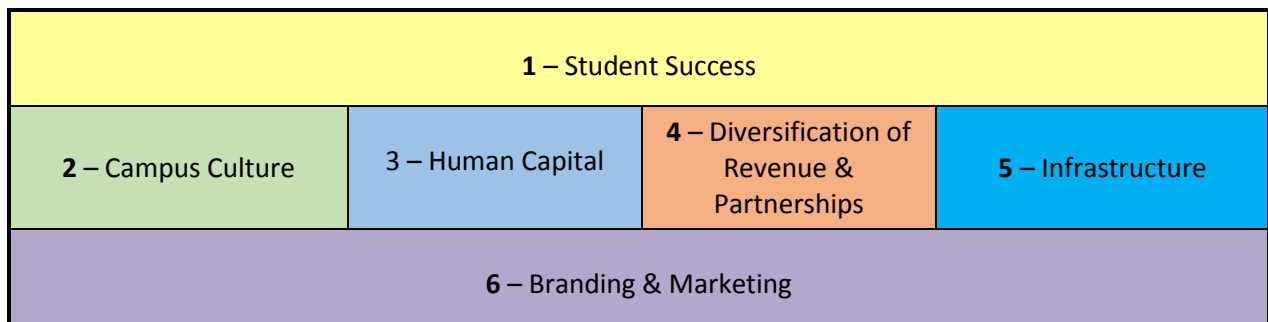 1 – Student Success
2 – Campus Culture
3 – Human Capital
4 – Diversification of
Revenue &
Partnerships
5 – Infrastructure
6 – Branding & Marketing